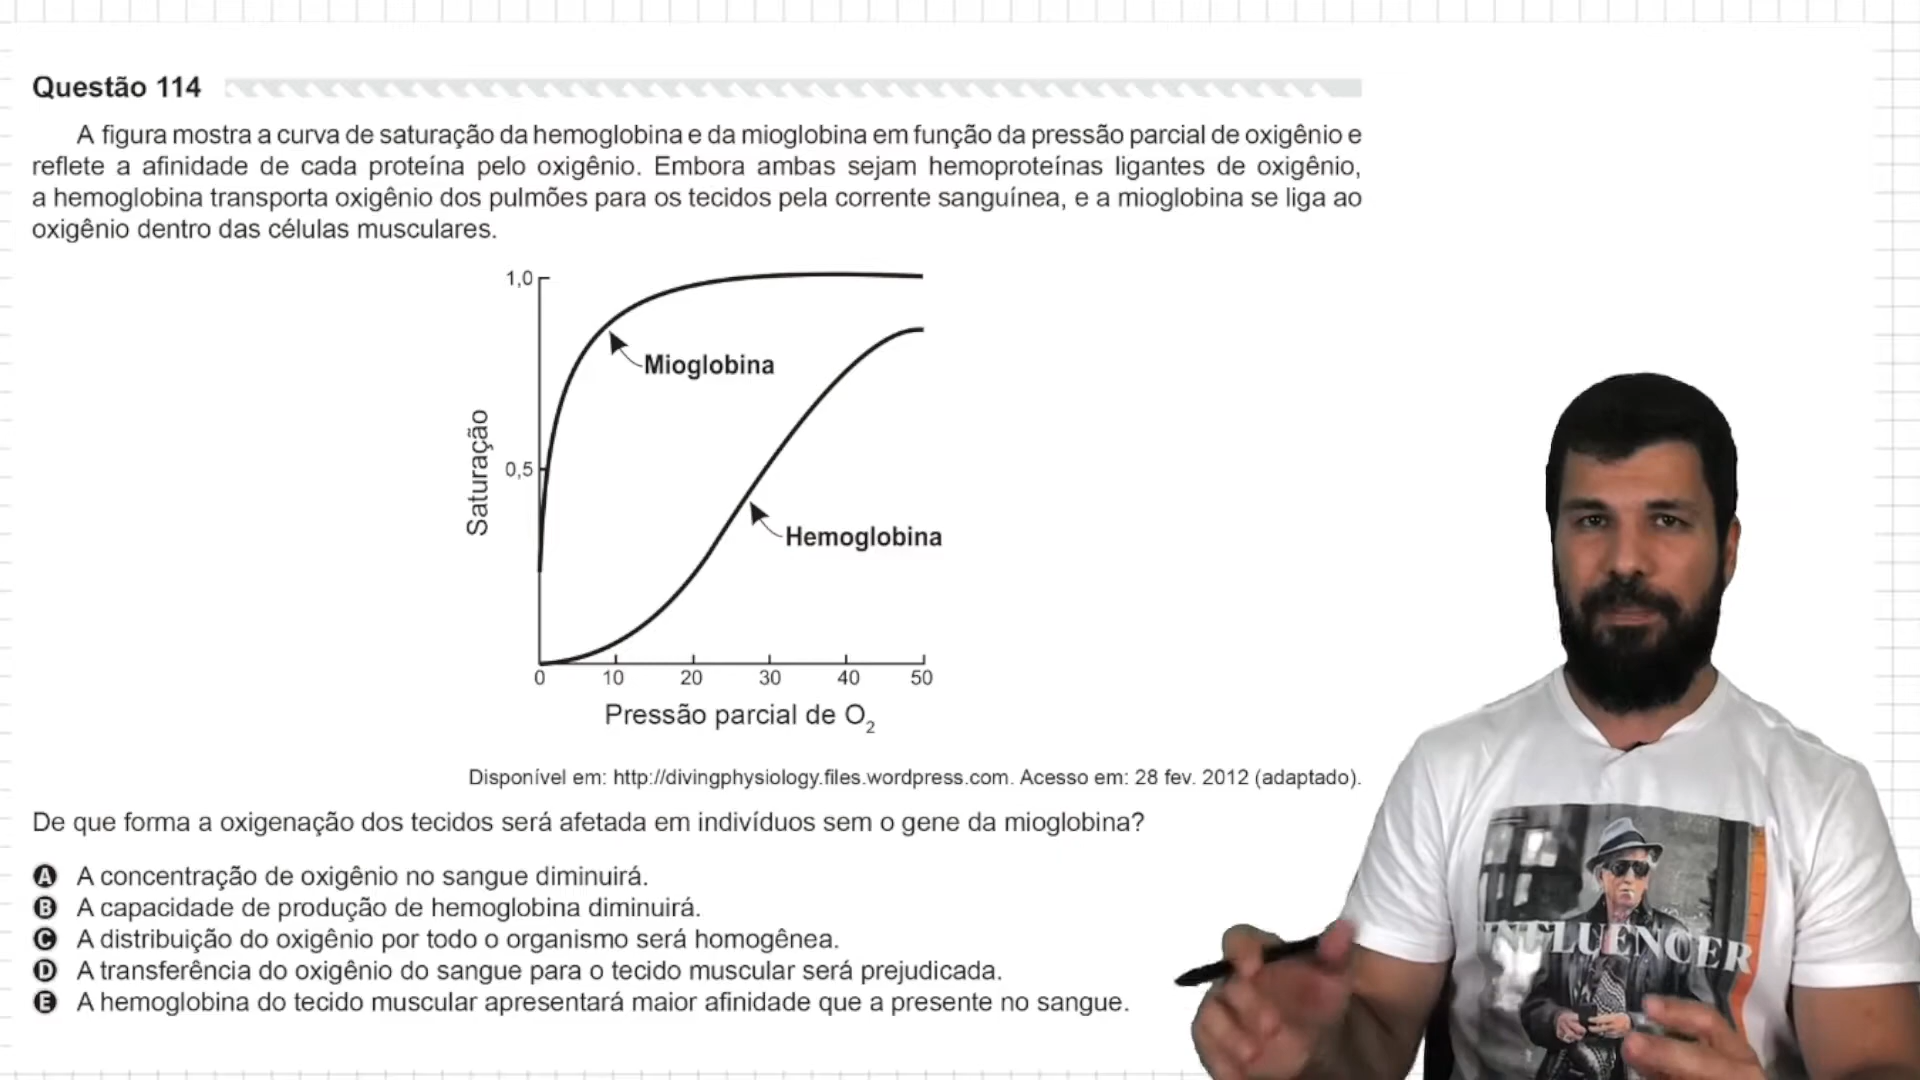 Questão 114
A figura mostra a curva de saturação da hemoglobina e da mioglobina em função da pressão parcial de oxigênio e
reflete a afinidade de cada proteína pelo oxigênio. Embora ambas sejam hemoproteínas ligantes de oxigênio,
a hemoglobina transporta oxigênio dos pulmões para os tecidos pela corrente sanguínea, e a mioglobina se liga ao
oxigênio dentro das células musculares.
1,0
Mioglobina
Saturação
0,5
Hemoglobina
0 10 20 30 40 50
Pressão parcial de O₂
Disponível em: http://divingphysiology.files.wordpress.com. Acesso em: 28 fev. 2012 (adaptado).
De que forma a oxigenação dos tecidos será afetada em indivíduos sem o gene da mioglobina?
A A concentração de oxigênio no sangue diminuirá.
B A capacidade de produção de hemoglobina diminuirá.
C A distribuição do oxigênio por todo o organismo será homogênea.
D A transferência do oxigênio do sangue para o tecido muscular será prejudicada.
E A hemoglobina do tecido muscular apresentará maior afinidade que a presente no sangue.
INFLUENCER